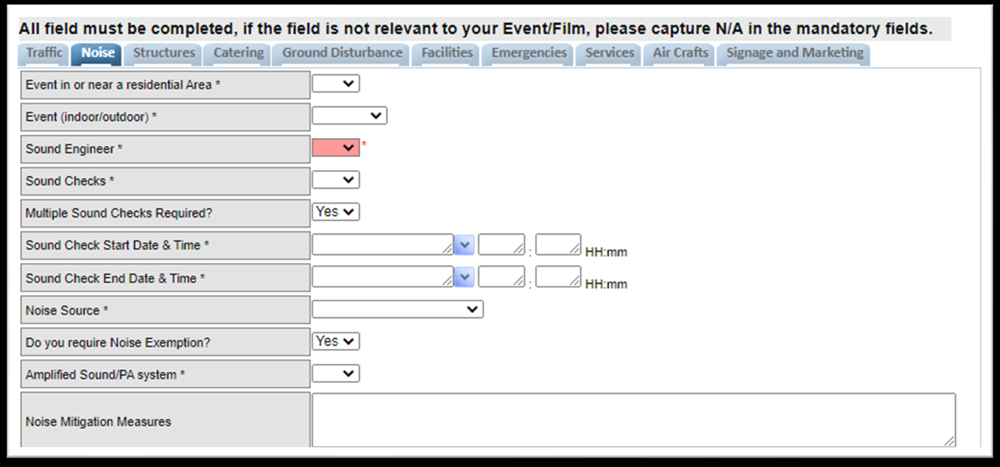 All field must be completed, if the field is not relevant to your Event/Film, please capture N/A in the mandatory fields.
Traffic Noise Structures Catering Ground Disturbance Facilities Emergencies Services Air Crafts Signage and Marketing
Event in or near a residential Area *
Event (indoor/outdoor) *
Sound Engineer * *
Sound Checks *
Multiple Sound Checks Required? Yes
Sound Check Start Date & Time * : HH:mm
Sound Check End Date & Time * : HH:mm
Noise Source *
Do you require Noise Exemption? Yes
Amplified Sound/PA system *
Noise Mitigation Measures